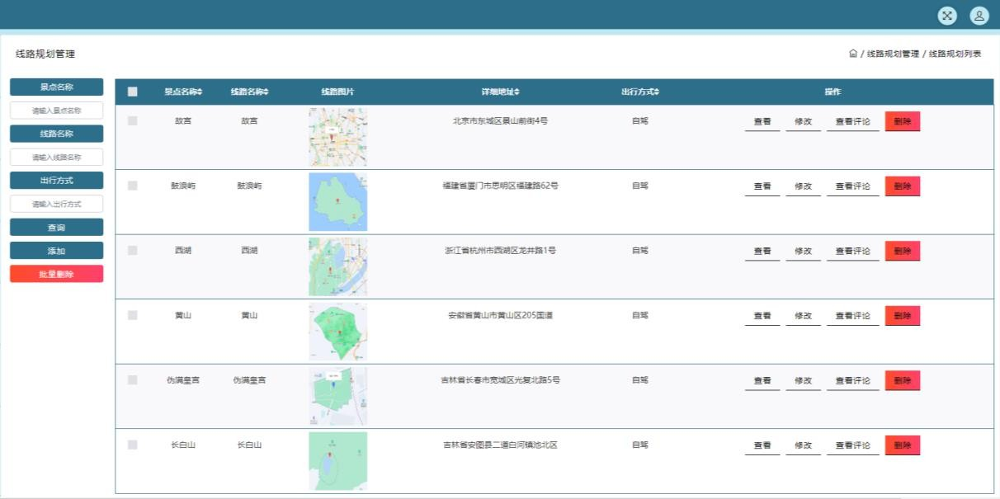 线路规划管理
/ 线路规划管理 / 线路规划列表
景点名称
请输入景点名称
线路名称
请输入线路名称
出行方式
请输入出行方式
查询
添加
批量删除
景点名称 线路名称 线路图片 详细地址 出行方式 操作
故宫 故宫 北京市东城区景山前街4号 自驾 查看 修改 查看评论 删除
鼓浪屿 鼓浪屿 福建省厦门市思明区福建路62号 自驾 查看 修改 查看评论 删除
西湖 西湖 浙江省杭州市西湖区龙井路1号 自驾 查看 修改 查看评论 删除
黄山 黄山 安徽省黄山市黄山区205国道 自驾 查看 修改 查看评论 删除
伪满皇宫 伪满皇宫 吉林省长春市宽城区光复北路5号 自驾 查看 修改 查看评论 删除
长白山 长白山 吉林省安图县二道白河镇池北区 自驾 查看 修改 查看评论 删除